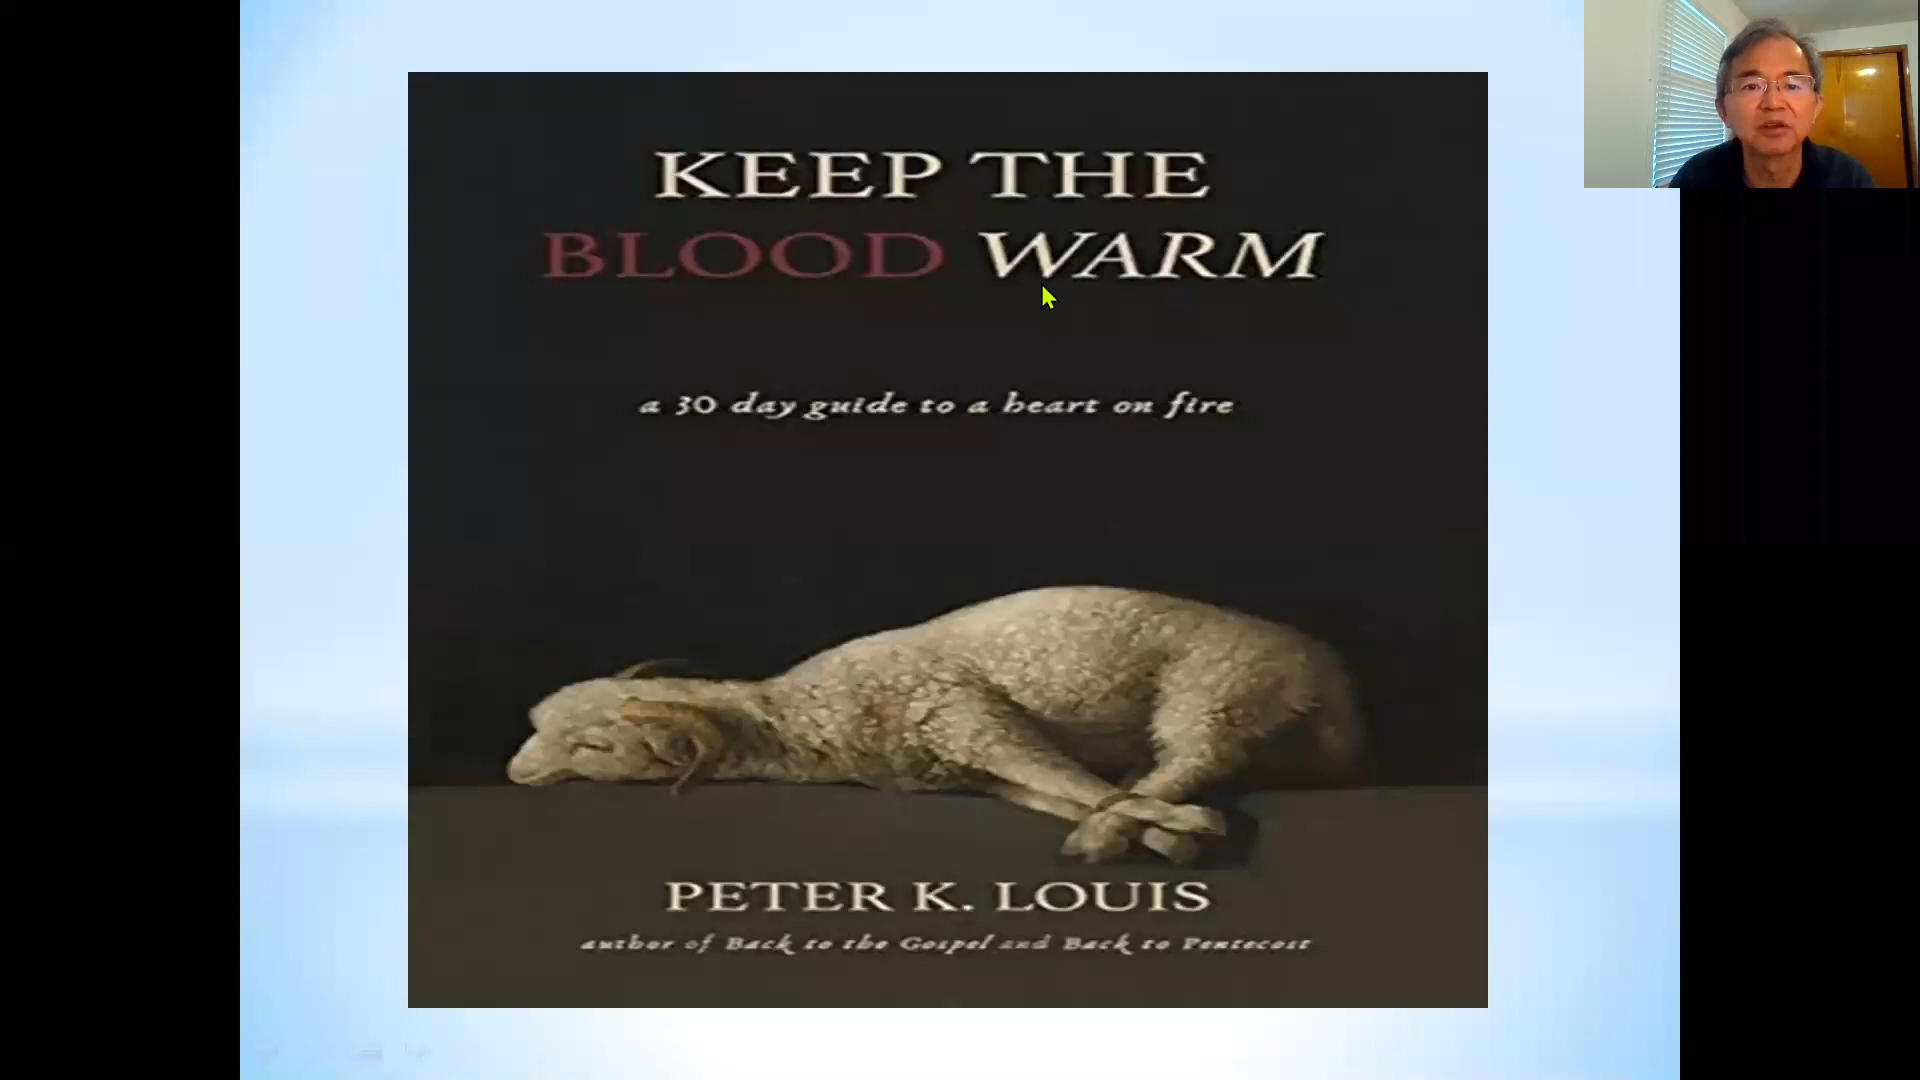 KEEP THE
BLOOD WARM
a 30 day guide to a heart on fire
PETER K. LOUIS
author of Back to the Gospel and Back to Pentecost